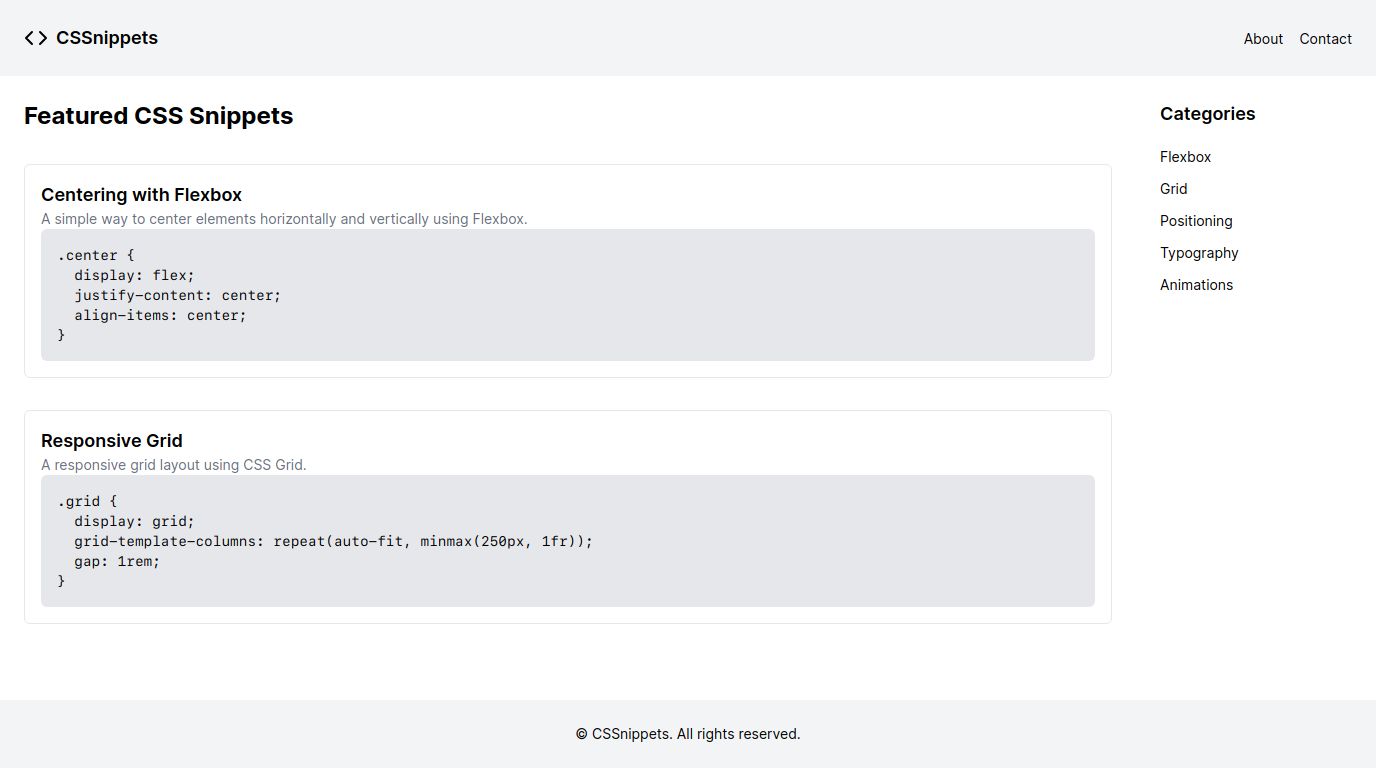 CSSnippets
About Contact
Featured CSS Snippets
Centering with Flexbox
A simple way to center elements horizontally and vertically using Flexbox.
.center {
  display: flex;
  justify-content: center;
  align-items: center;
}
Responsive Grid
A responsive grid layout using CSS Grid.
.grid {
  display: grid;
  grid-template-columns: repeat(auto-fit, minmax(250px, 1fr));
  gap: 1rem;
}
Categories
Flexbox
Grid
Positioning
Typography
Animations
© CSSnippets. All rights reserved.